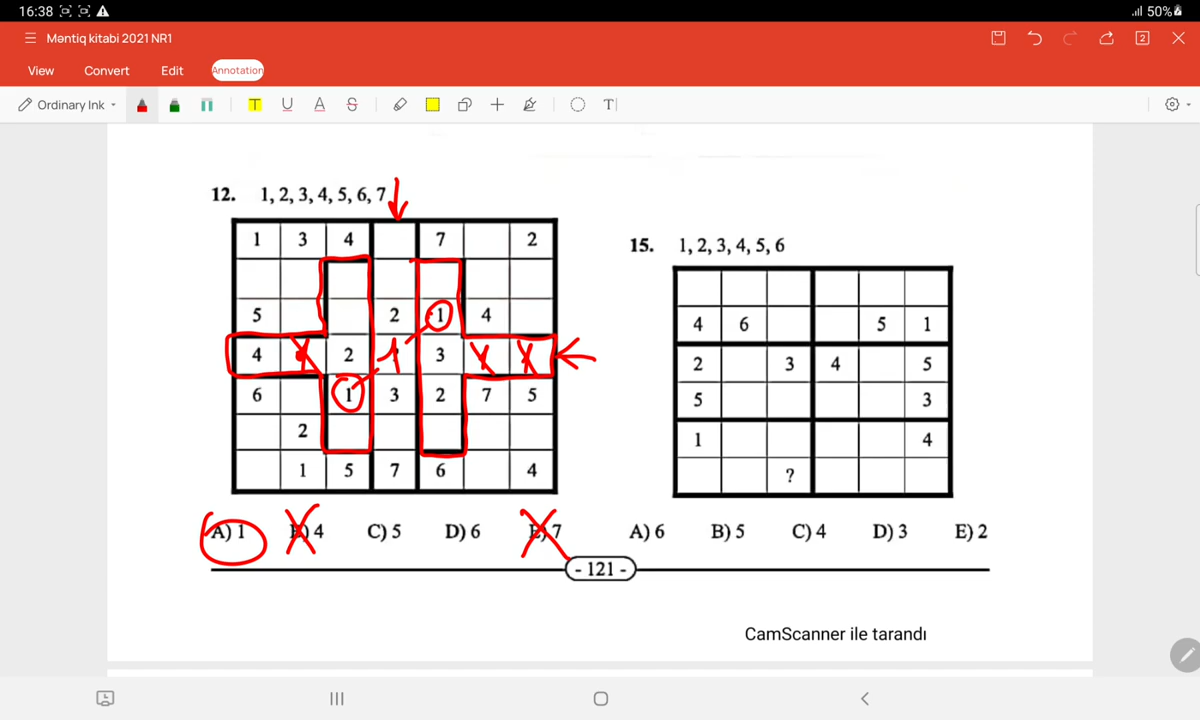 16:38 50%
Məntiq kitabi 2021 NR1 2
View Convert Edit Annotation
Ordinary Ink T U A S T
12. 1, 2, 3, 4, 5, 6, 7
1 3 4 7 2
5 2 1 4
4 2 1 3
6 1 3 2 7 5
2
1 5 7 6 4
A) 1 B) 4 C) 5 D) 6 E) 7
15. 1, 2, 3, 4, 5, 6
4 6 5 1
2 3 4 5
5 3
1 4
?
A) 6 B) 5 C) 4 D) 3 E) 2
- 121 -
CamScanner ile tarandı